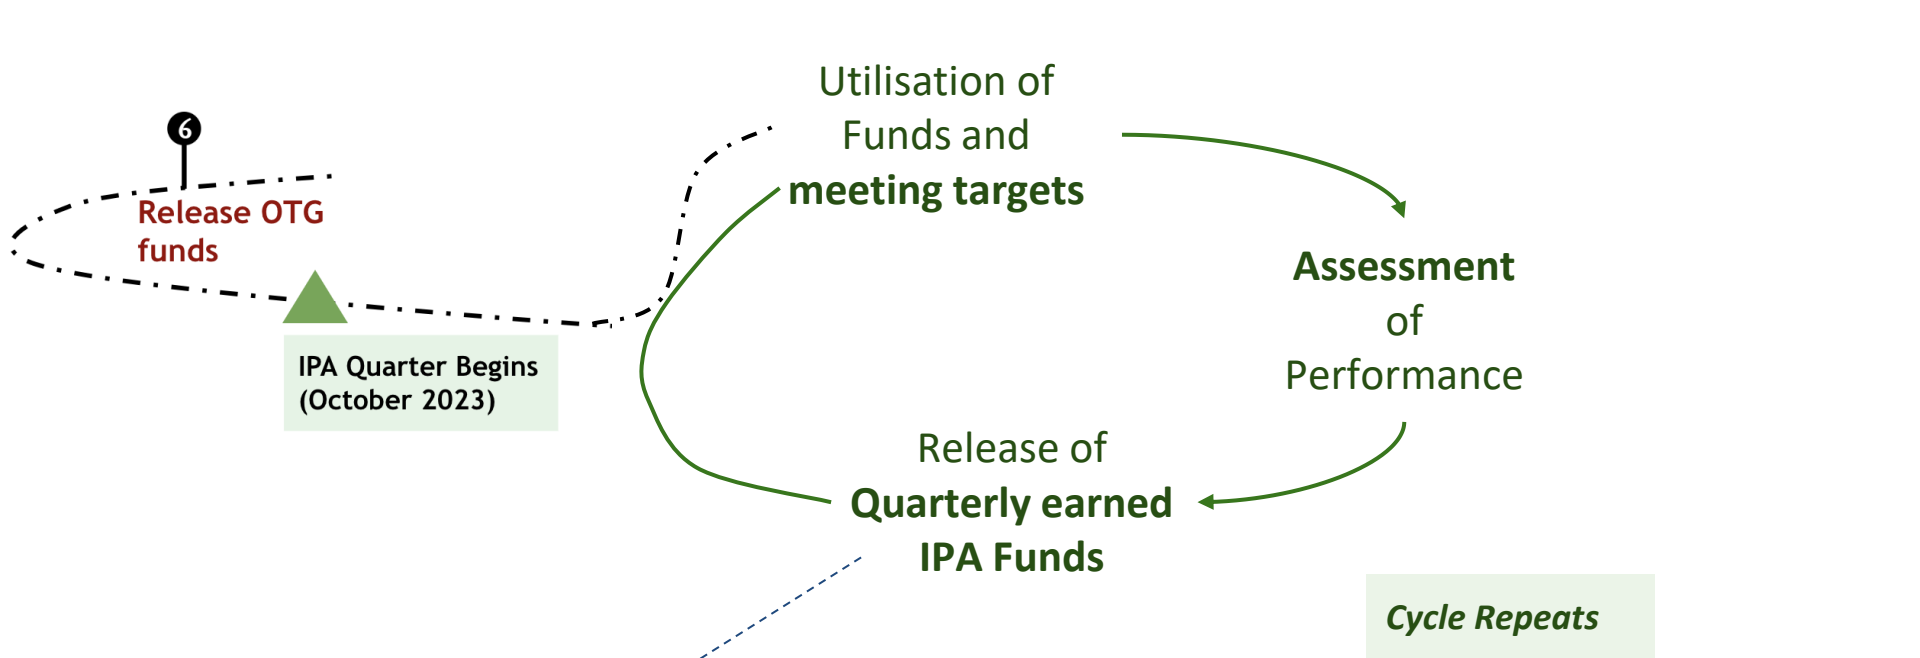 6
Release OTG
funds
IPA Quarter Begins
(October 2023)
Utilisation of
Funds and
meeting targets
Assessment
of
Performance
Release of
Quarterly earned
IPA Funds
Cycle Repeats